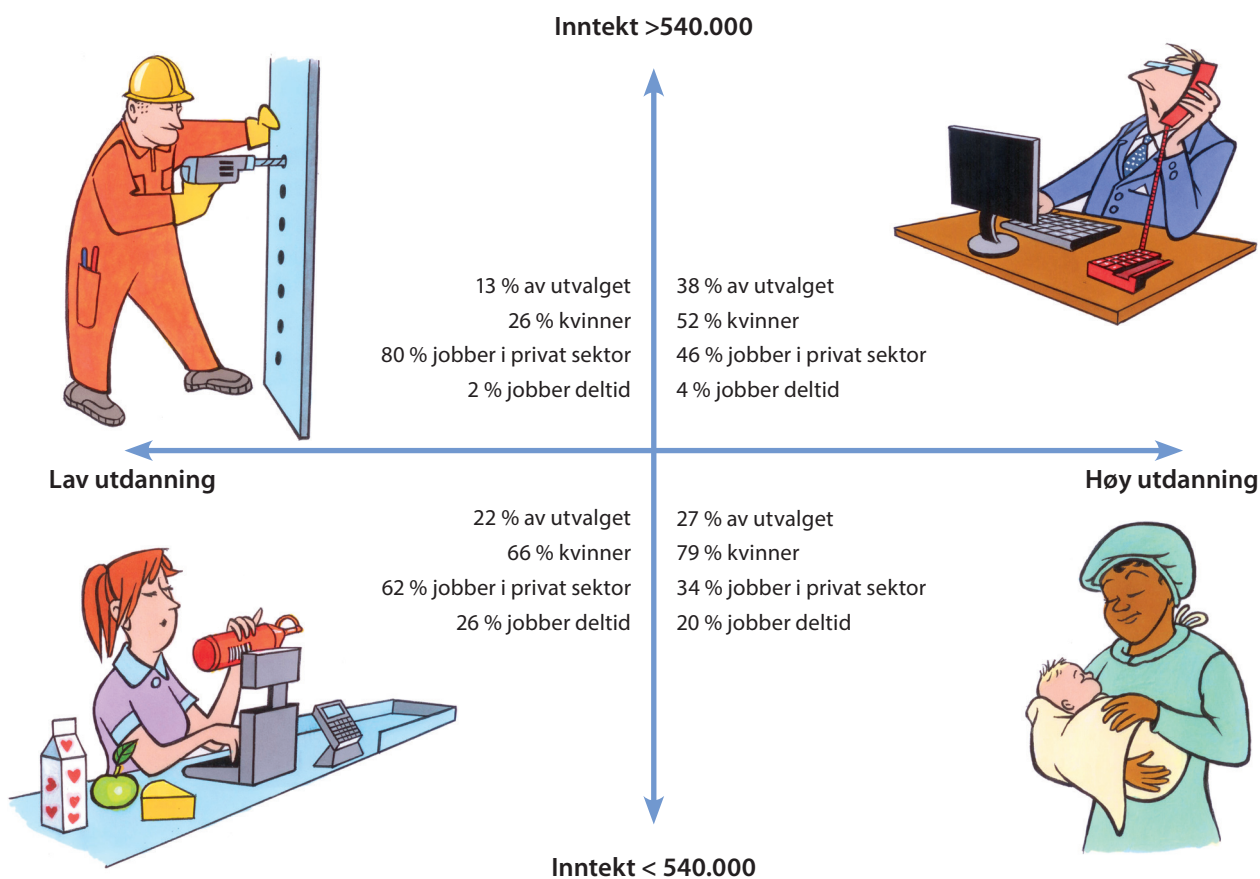 Inntekt >540.000
13 % av utvalget
26 % kvinner
80 % jobber i privat sektor
2 % jobber deltid
38 % av utvalget
52 % kvinner
46 % jobber i privat sektor
4 % jobber deltid
Lav utdanning
Høy utdanning
22 % av utvalget
66 % kvinner
62 % jobber i privat sektor
26 % jobber deltid
27 % av utvalget
79 % kvinner
34 % jobber i privat sektor
20 % jobber deltid
Inntekt < 540.000